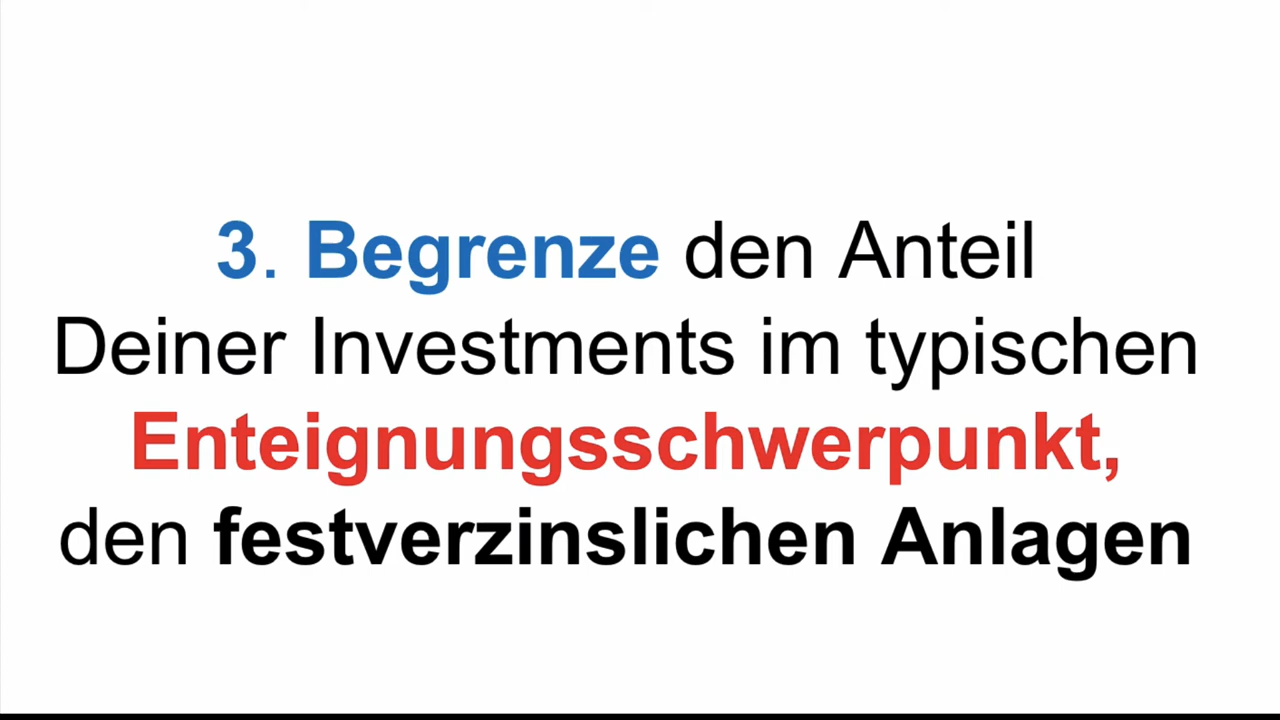 3. Begrenze den Anteil
Deiner Investments im typischen
Enteignungsschwerpunkt,
den festverzinslichen Anlagen